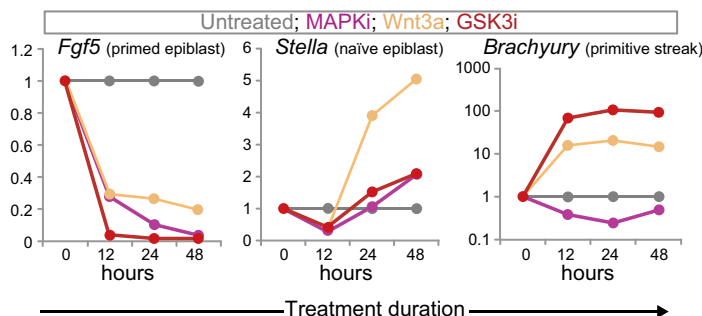 Untreated; MAPKi; Wnt3a; GSK3i
Fgf5 (primed epiblast)
1.2
1
0.8
0.6
0.4
0.2
0
0 12 24 48
hours
Stella (naïve epiblast)
6
5
4
3
2
1
0
0 12 24 48
hours
Brachyury (primitive streak)
1000
100
10
1
0.1
0 12 24 48
hours
Treatment duration